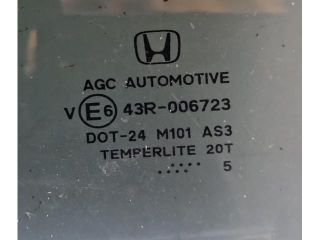 AGC AUTOMOTIVE
V E6 43R-006723
DOT-24 M101 AS3
TEMPERLITE 20T
5